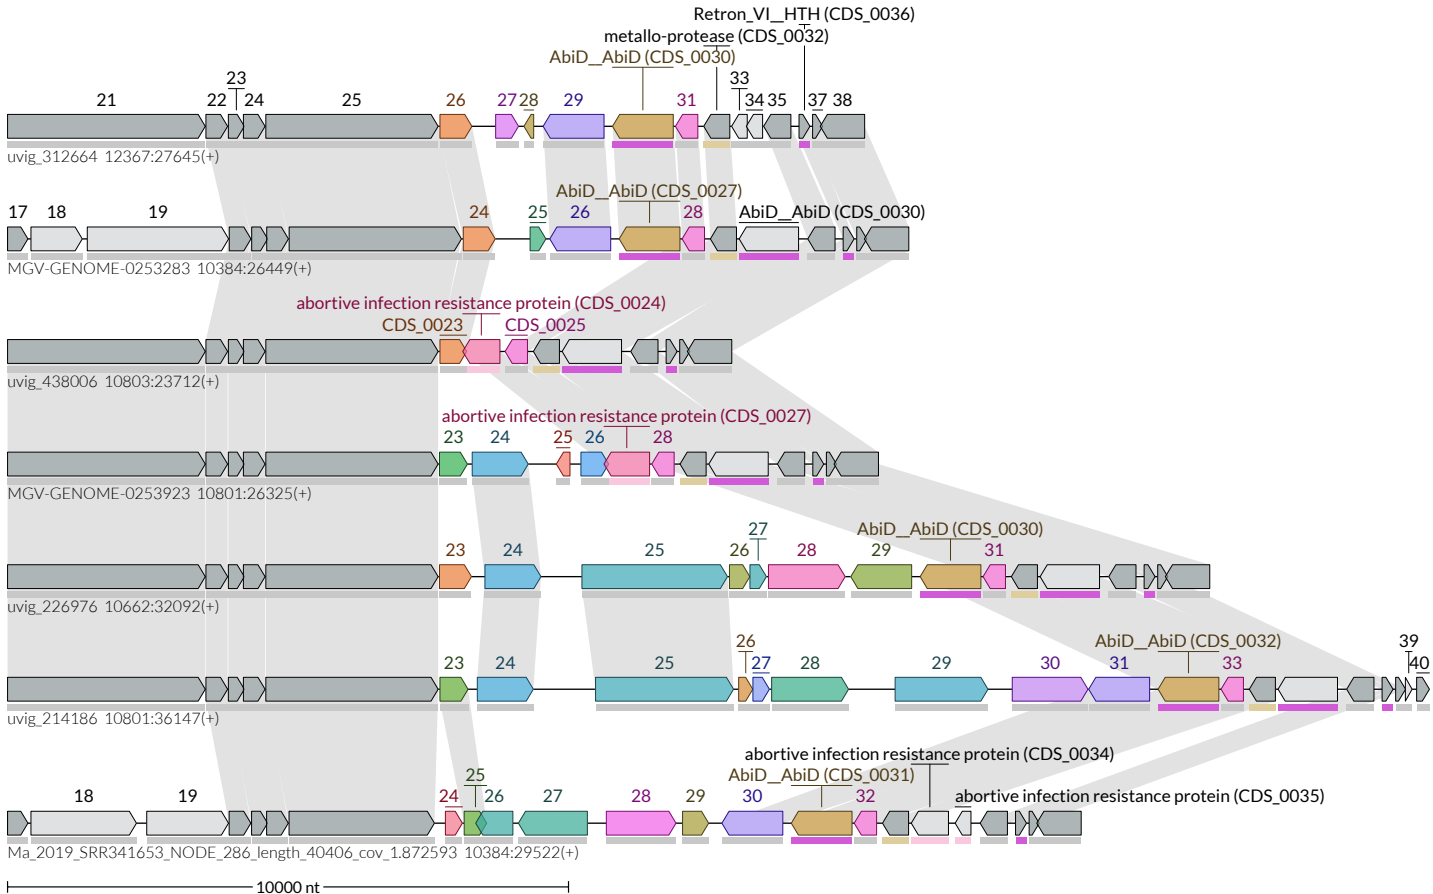 Retron_VI__HTH (CDS_0036)
metallo-protease (CDS_0032)
AbiD__AbiD (CDS_0030)
23 33
21 22 24 25 26 27 28 29 31 34 35 37 38
uvig_312664 12367:27645(+)
AbiD__AbiD (CDS_0027)
17 18 19 24 25 26 28 AbiD__AbiD (CDS_0030)
MGV-GENOME-0253283 10384:26449(+)
abortive infection resistance protein (CDS_0024)
CDS_0023 CDS_0025
uvig_438006 10803:23712(+)
abortive infection resistance protein (CDS_0027)
23 24 25 26 28
MGV-GENOME-0253923 10801:26325(+)
27 AbiD__AbiD (CDS_0030)
23 24 25 26 28 29 31
uvig_226976 10662:32092(+)
26 AbiD__AbiD (CDS_0032) 39
23 24 25 27 28 29 30 31 33 40
uvig_214186 10801:36147(+)
abortive infection resistance protein (CDS_0034)
25 AbiD__AbiD (CDS_0031)
18 19 24 26 27 28 29 30 32 abortive infection resistance protein (CDS_0035)
Ma_2019_SRR341653_NODE_286_length_40406_cov_1.872593 10384:29522(+)
10000 nt